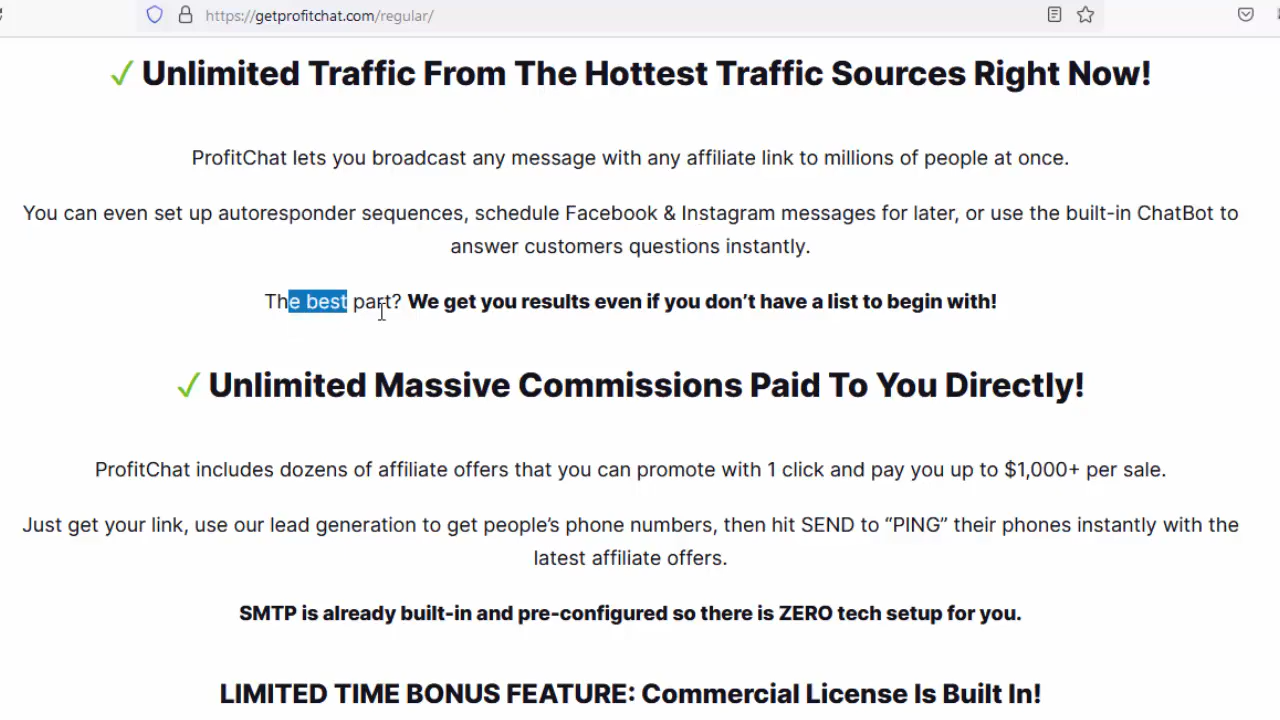 https://getprofitchat.com/regular/
✓ Unlimited Traffic From The Hottest Traffic Sources Right Now!
ProfitChat lets you broadcast any message with any affiliate link to millions of people at once.
You can even set up autoresponder sequences, schedule Facebook & Instagram messages for later, or use the built-in ChatBot to
answer customers questions instantly.
The best part? We get you results even if you don’t have a list to begin with!
✓ Unlimited Massive Commissions Paid To You Directly!
ProfitChat includes dozens of affiliate offers that you can promote with 1 click and pay you up to $1,000+ per sale.
Just get your link, use our lead generation to get people’s phone numbers, then hit SEND to “PING” their phones instantly with the
latest affiliate offers.
SMTP is already built-in and pre-configured so there is ZERO tech setup for you.
LIMITED TIME BONUS FEATURE: Commercial License Is Built In!